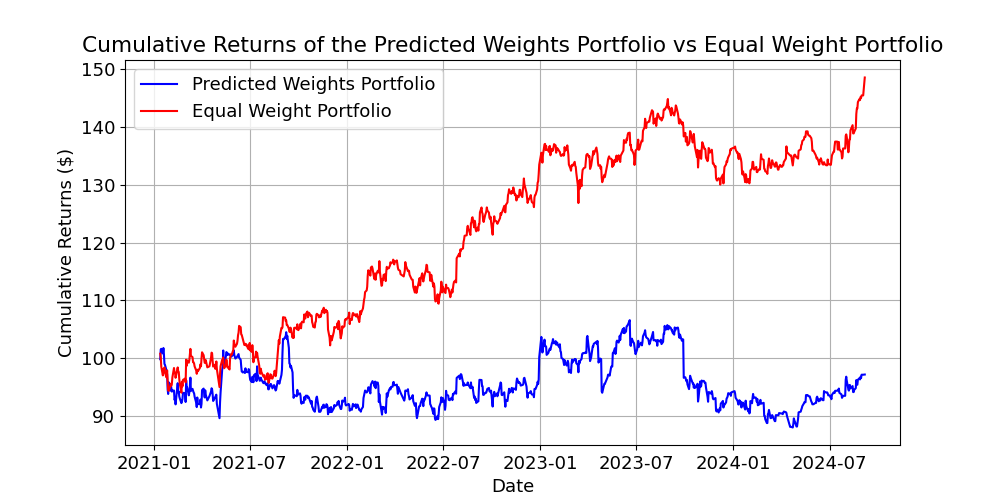 Cumulative Returns of the Predicted Weights Portfolio vs Equal Weight Portfolio
Predicted Weights Portfolio
Equal Weight Portfolio
Cumulative Returns ($)
150
140
130
120
110
100
90
2021-01 2021-07 2022-01 2022-07 2023-01 2023-07 2024-01 2024-07
Date